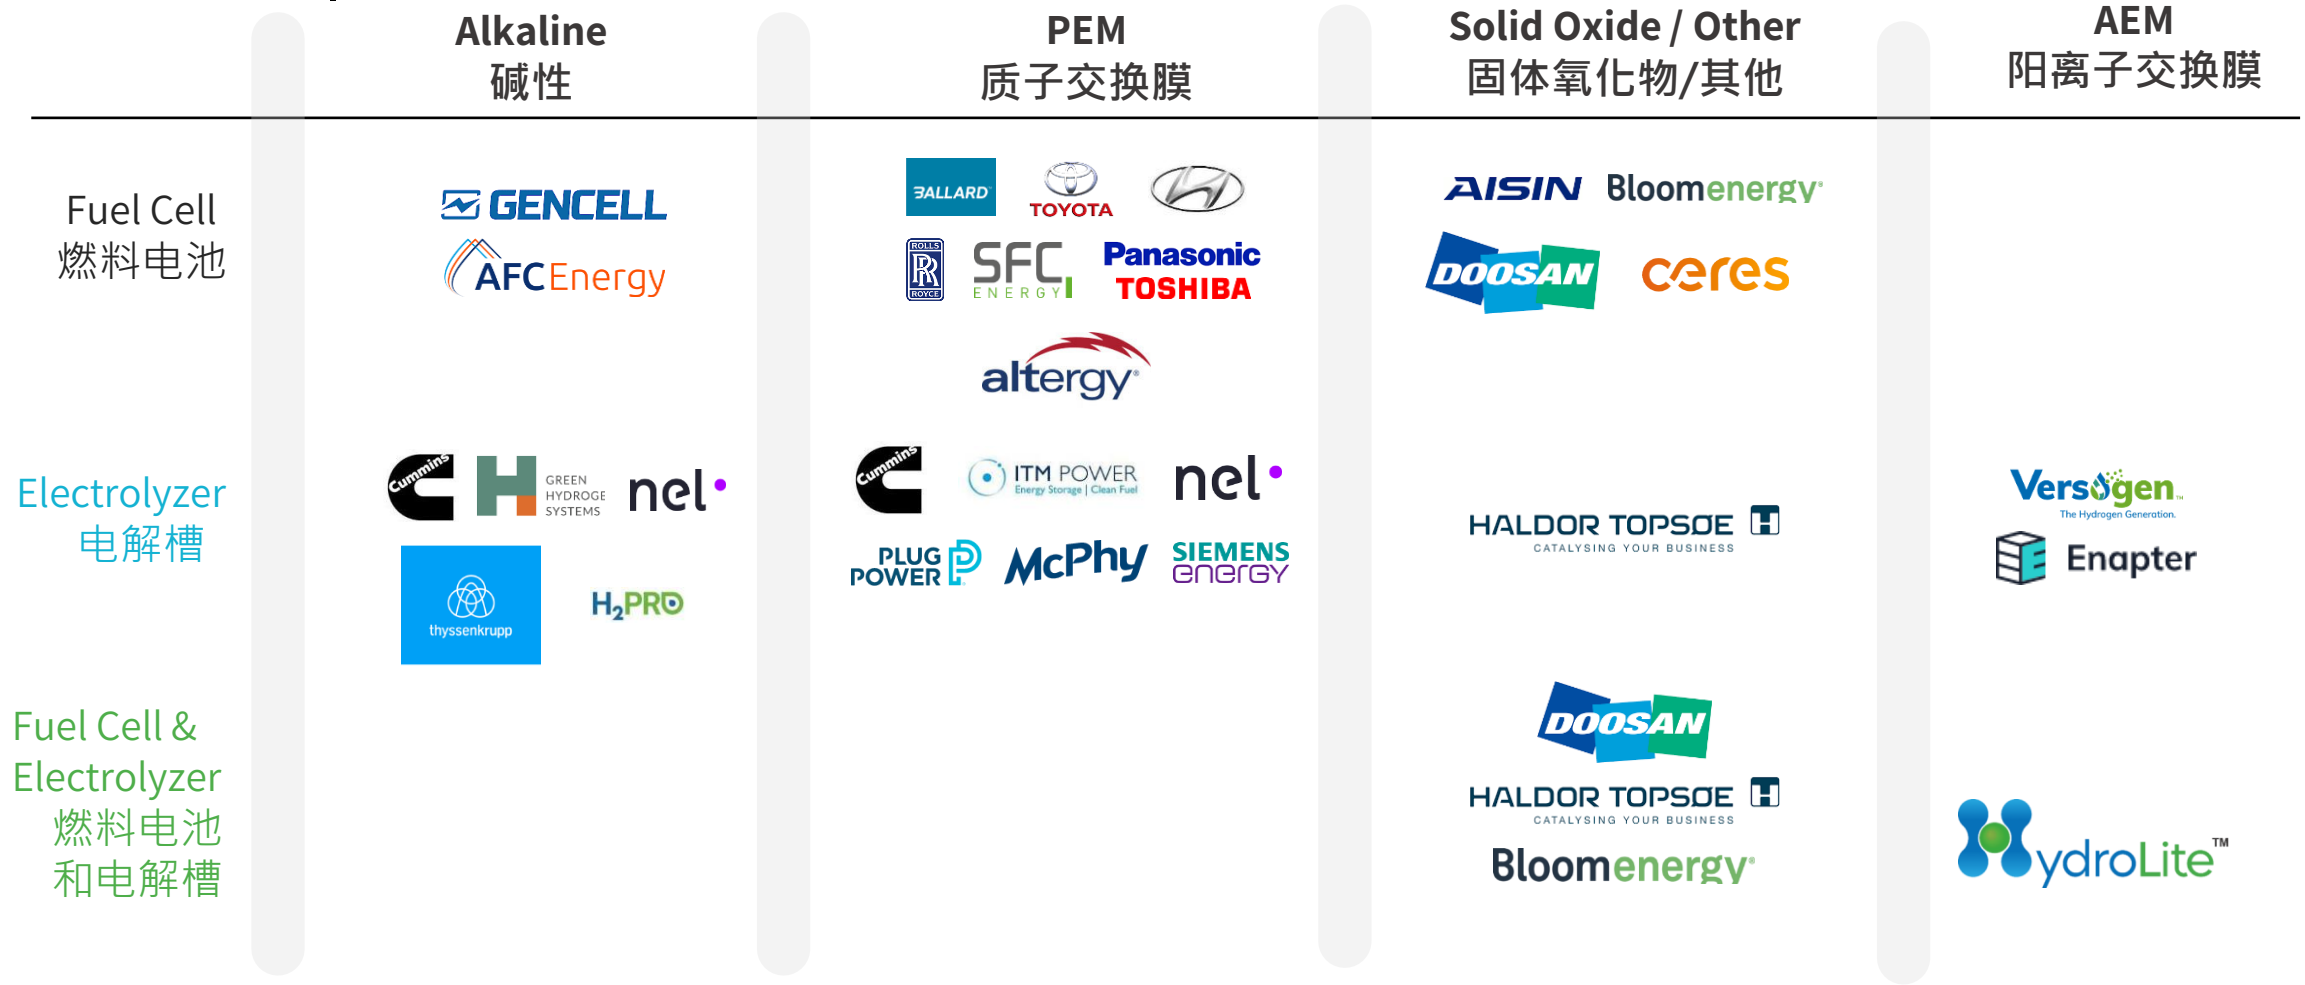 Alkaline
碱性
PEM
质子交换膜
Solid Oxide / Other
固体氧化物/其他
AEM
阳离子交换膜
Fuel Cell
燃料电池
GENCELL
AFC Energy
BALLARD
TOYOTA
ROLLS
RR
ROYCE
SFC
ENERGY
Panasonic
TOSHIBA
altergy®
AISIN
Bloomenergy®
DOOSAN
ceres
Electrolyzer
电解槽
Cummins
H
GREEN
HYDROGE
SYSTEMS
nel
thyssenkrupp
H₂PRO
Cummins
ITM POWER
Energy Storage | Clean Fuel
nel
PLUG
POWER
McPhy
SIEMENS
energy
HALDOR TOPSØE
CATALYSING YOUR BUSINESS
Versogen™
The Hydrogen Generation.
Enapter
Fuel Cell &
Electrolyzer
燃料电池
和电解槽
DOOSAN
HALDOR TOPSØE
CATALYSING YOUR BUSINESS
Bloomenergy®
HydroLite™